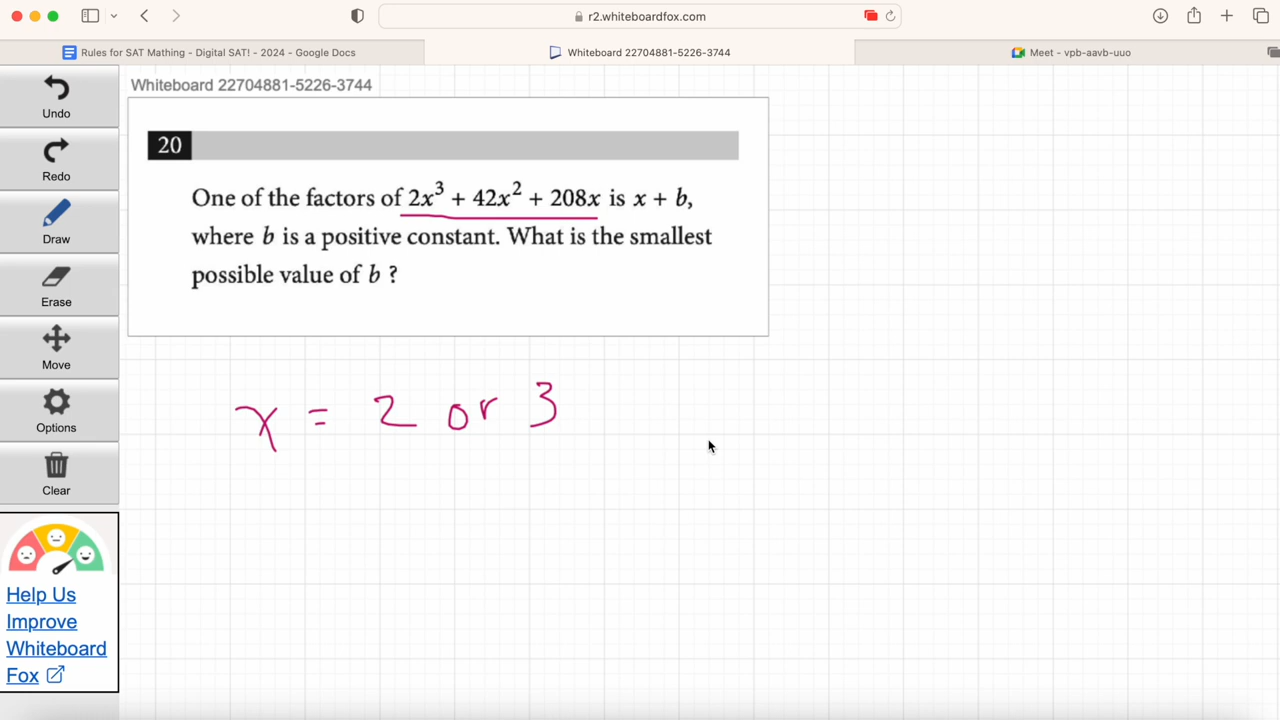 r2.whiteboardfox.com
Rules for SAT Mathing - Digital SAT! - 2024 - Google Docs
Whiteboard 22704881-5226-3744
Meet - vpb-aavb-uuo
Undo
Redo
Draw
Erase
Move
Options
Clear
Help Us
Improve
Whiteboard
Fox
Whiteboard 22704881-5226-3744
20
One of the factors of 2x³ + 42x² + 208x is x + b,
where b is a positive constant. What is the smallest
possible value of b ?
x = 2 or 3